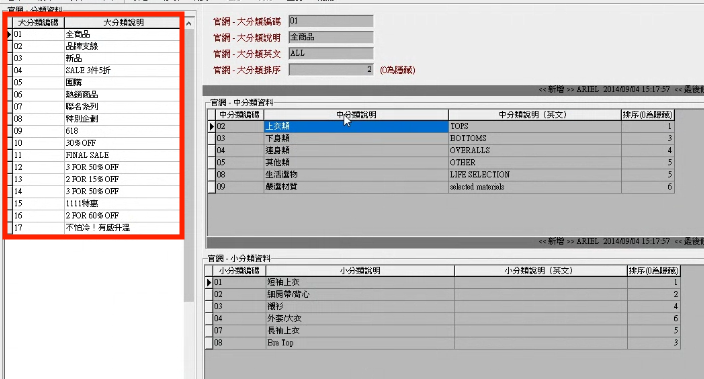 官網 - 大分類資料
大分類編碼 大分類說明
01 全商品
02 品牌支線
03 新品
04 SALE 3件5折
05 團購
06 熱銷商品
07 聯名系列
08 特別企劃
09 618
10 30% OFF
11 FINAL SALE
12 3 FOR 50% OFF
13 2 FOR 15% OFF
14 3 FOR 50% OFF
15 1111特惠
16 2 FOR 60% OFF
17 不怕冷！有感升溫
官網 - 大分類編碼 01
官網 - 大分類說明 全商品
官網 - 大分類英文 ALL
官網 - 大分類排序 2 (0為隱藏)
<< 新增 >> ARIEL 2014/09/04 15:17:57 << 最後
官網 - 中分類資料
中分類編碼 中分類說明 中分類說明 (英文) 排序(0為隱藏)
02 上衣類 TOPS 1
03 下身類 BOTTOMS 3
04 連身類 OVERALLS 4
05 其他類 OTHER 5
08 生活選物 LIFE SELECTION 5
09 嚴選材質 selected materials 6
<< 新增 >> ARIEL 2014/09/04 15:17:57 << 最後
官網 - 小分類資料
小分類編碼 小分類說明 小分類說明 (英文) 排序(0為隱藏)
01 短袖上衣 1
02 細肩帶/背心 2
03 襯衫 4
04 外套/大衣 6
07 長袖上衣 5
08 Bra Top 3